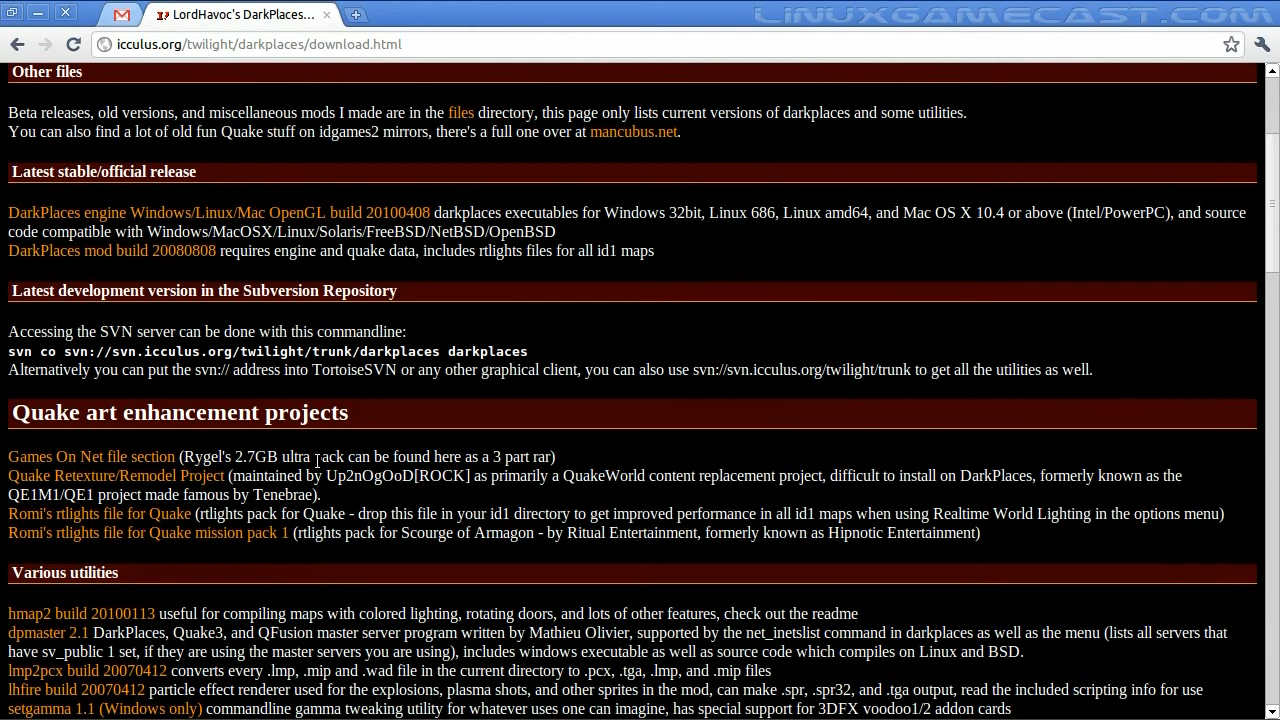 LordHavoc's DarkPlaces...
LINUXGAMECAST.COM
icculus.org/twilight/darkplaces/download.html
Other files
Beta releases, old versions, and miscellaneous mods I made are in the files directory, this page only lists current versions of darkplaces and some utilities.
You can also find a lot of old fun Quake stuff on idgames2 mirrors, there's a full one over at mancubus.net.
Latest stable/official release
DarkPlaces engine Windows/Linux/Mac OpenGL build 20100408 darkplaces executables for Windows 32bit, Linux 686, Linux amd64, and Mac OS X 10.4 or above (Intel/PowerPC), and source
code compatible with Windows/MacOSX/Linux/Solaris/FreeBSD/NetBSD/OpenBSD
DarkPlaces mod build 20080808 requires engine and quake data, includes rtlights files for all id1 maps
Latest development version in the Subversion Repository
Accessing the SVN server can be done with this commandline:
svn co svn://svn.icculus.org/twilight/trunk/darkplaces darkplaces
Alternatively you can put the svn:// address into TortoiseSVN or any other graphical client, you can also use svn://svn.icculus.org/twilight/trunk to get all the utilities as well.
Quake art enhancement projects
Games On Net file section (Rygel's 2.7GB ultra can be found here as a 3 part rar)
Quake Retexture/Remodel Project (maintained by Up2nOgOoD[ROCK] as primarily a QuakeWorld content replacement project, difficult to install on DarkPlaces, formerly known as the
QE1M1/QE1 project made famous by Tenebrae).
Romi's rtlights file for Quake (rtlights pack for Quake - drop this file in your id1 directory to get improved performance in all id1 maps when using Realtime World Lighting in the options menu)
Romi's rtlights file for Quake mission pack 1 (rtlights pack for Scourge of Armagon - by Ritual Entertainment, formerly known as Hipnotic Entertainment)
Various utilities
hmap2 build 20100113 useful for compiling maps with colored lighting, rotating doors, and lots of other features, check out the readme
dpmaster 2.1 DarkPlaces, Quake3, and QFusion master server program written by Mathieu Olivier, supported by the net_inetslist command in darkplaces as well as the menu (lists all servers that
have sv_public 1 set, if they are using the master servers you are using), includes windows executable as well as source code which compiles on Linux and BSD.
lmp2pcx build 20070412 converts every .lmp, .mip and .wad file in the current directory to .pcx, .tga, .lmp, and .mip files
lhfire build 20070412 particle effect renderer used for the explosions, plasma shots, and other sprites in the mod, can make .spr, .spr32, and .tga output, read the included scripting info for use
setgamma 1.1 (Windows only) commandline gamma tweaking utility for whatever uses one can imagine, has special support for 3DFX voodoo1/2 addon cards